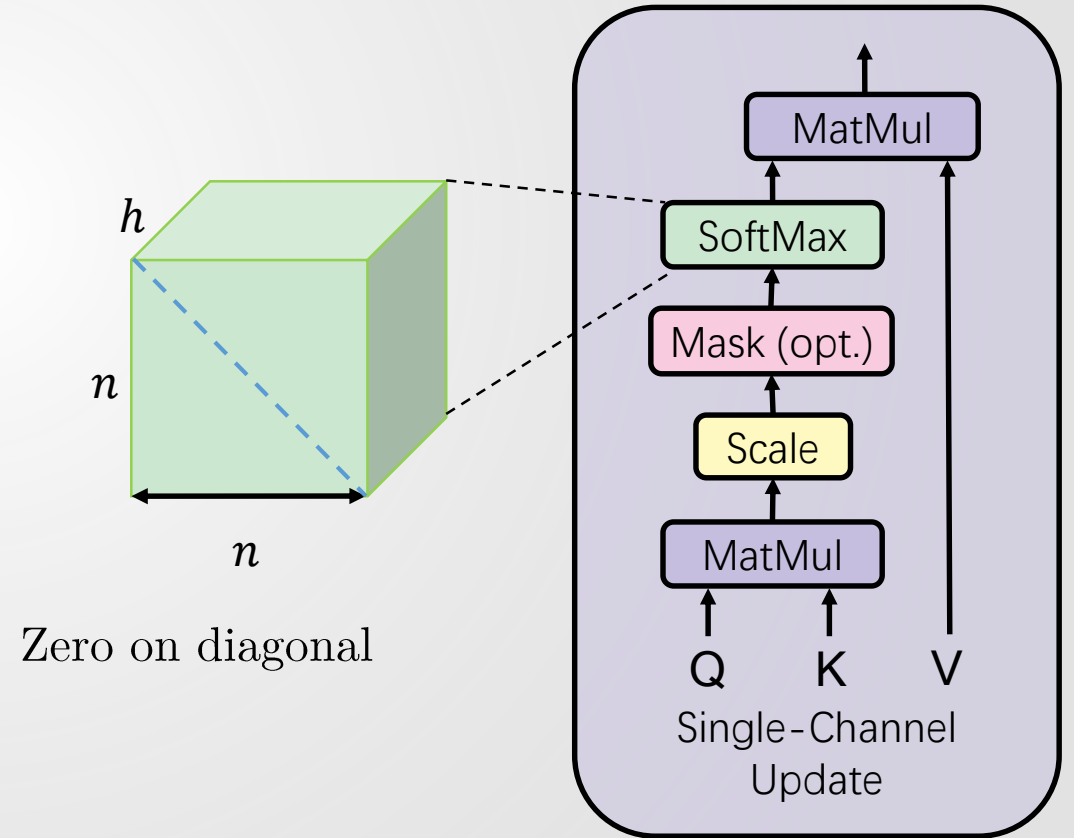 h
n
n
Zero on diagonal
MatMul
SoftMax
Mask (opt.)
Scale
MatMul
Q K V
Single-Channel
Update